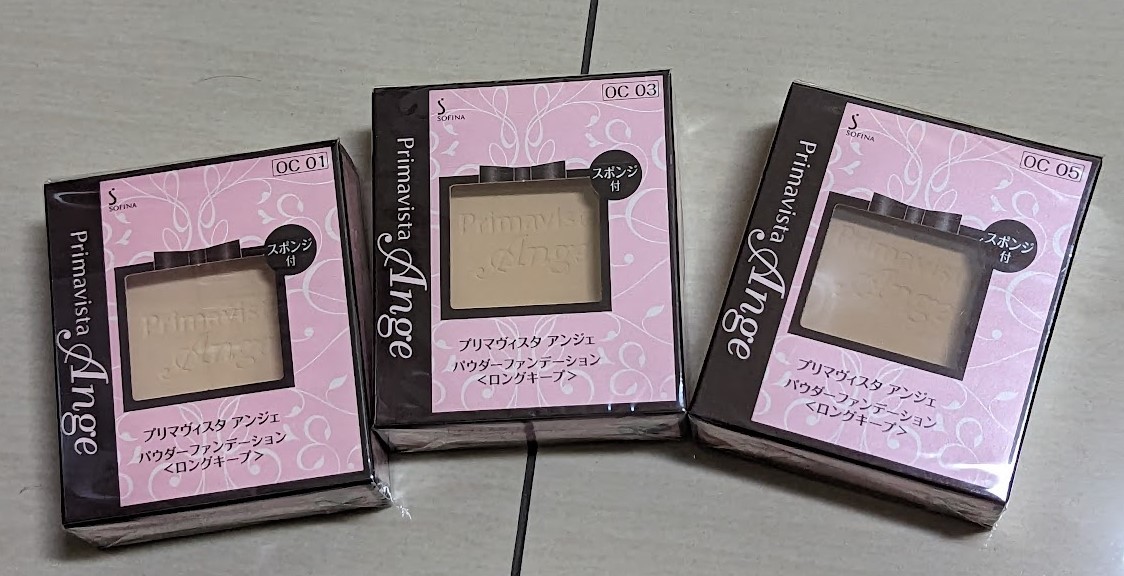 SOFINA
OC 01
Primavista Ange
スポンジ
付
Primavis
Ange
プリマヴィスタ アンジェ
パウダーファンデーション
<ロングキープ>
SOFINA
OC 03
Primavista Ange
スポンジ
付
Primavis
Ange
プリマヴィスタ アンジェ
パウダーファンデーション
<ロングキープ>
SOFINA
OC 05
Primavista Ange
スポンジ
付
Primavis
Ange
プリマヴィスタ アンジェ
パウダーファンデーション
<ロングキープ>